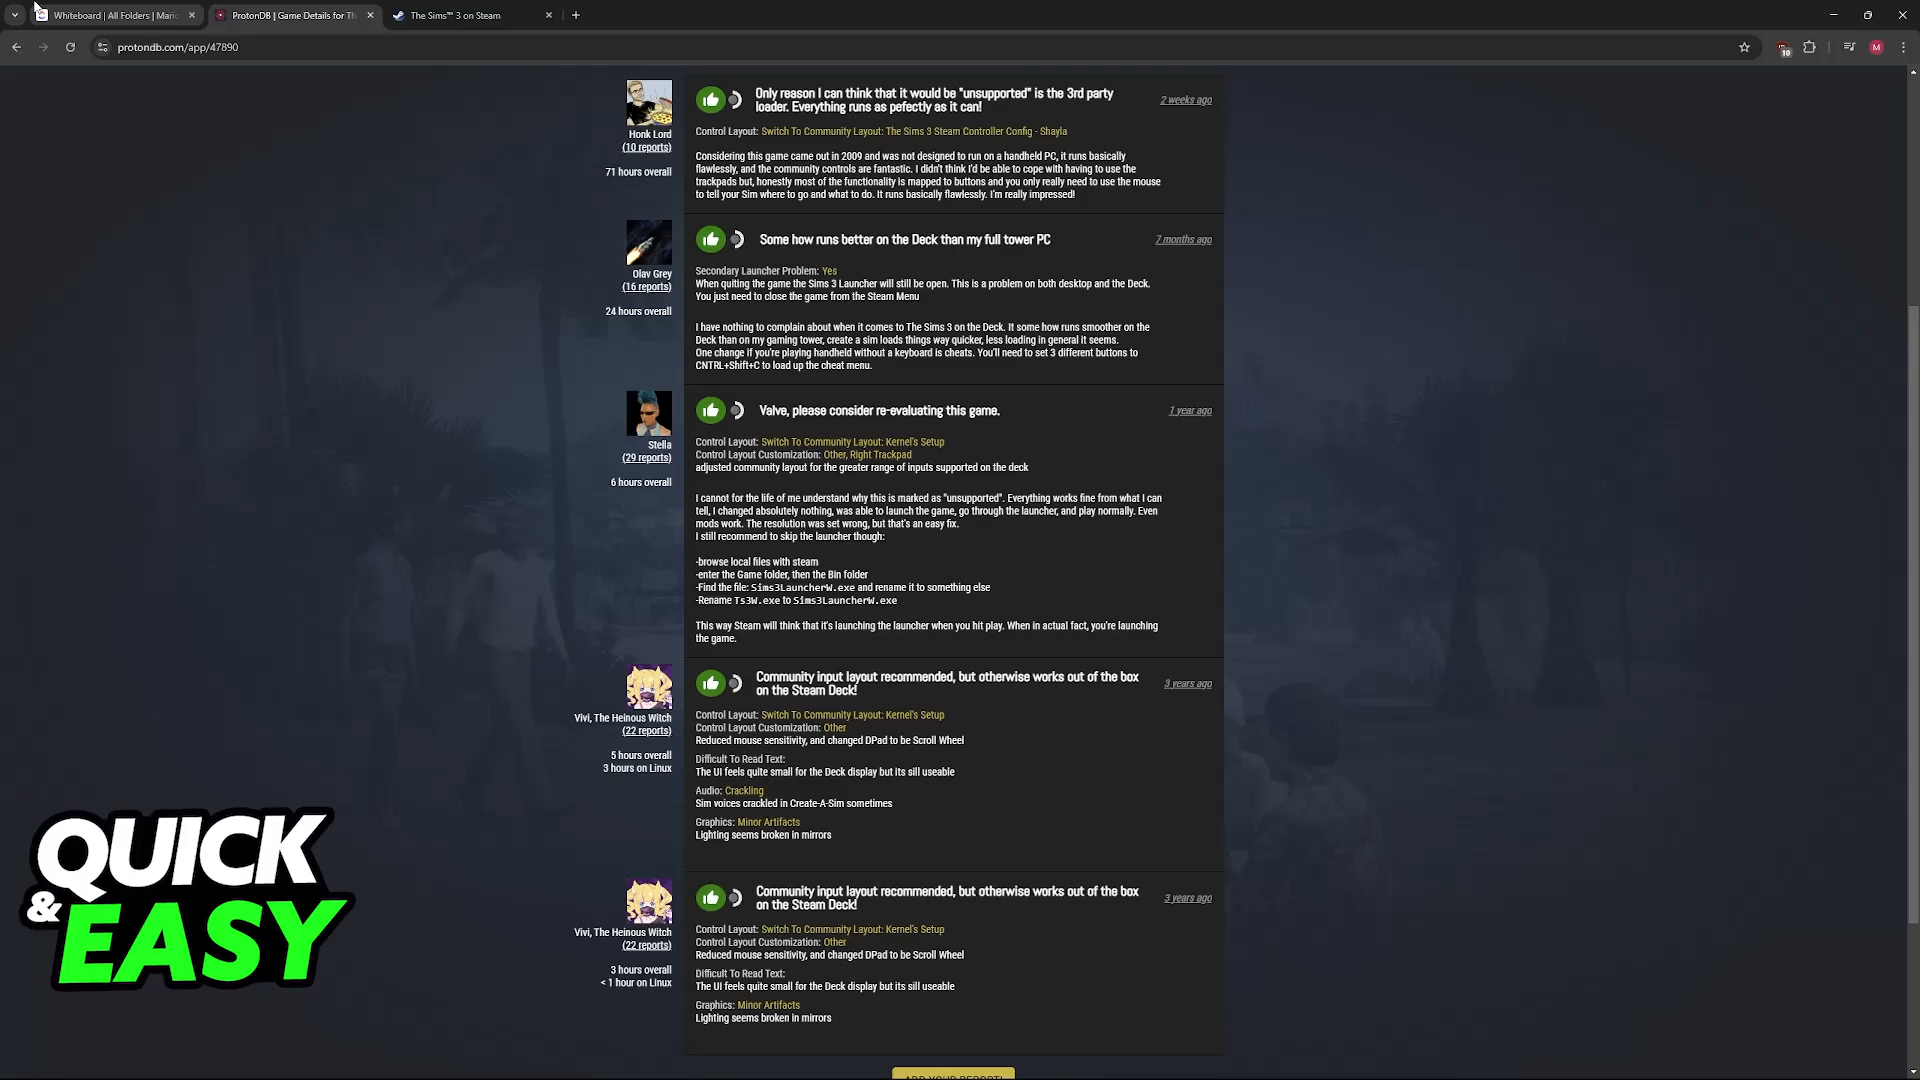 Whiteboard | All Folders | Mari
ProtonDB | Game Details for Th
The Sims™ 3 on Steam
protondb.com/app/47890
10
M
Honk Lord
(10 reports)
71 hours overall
Only reason I can think that it would be "unsupported" is the 3rd party
loader. Everything runs as pefectly as it can!
2 weeks ago
Control Layout: Switch To Community Layout: The Sims 3 Steam Controller Config - Shayla
Considering this game came out in 2009 and was not designed to run on a handheld PC, it runs basically
flawlessly, and the community controls are fantastic. I didn't think I'd be able to cope with having to use the
trackpads but, honestly most of the functionality is mapped to buttons and you only really need to use the mouse
to tell your Sim where to go and what to do. It runs basically flawlessly. I'm really impressed!
Olav Grey
(16 reports)
24 hours overall
Some how runs better on the Deck than my full tower PC
7 months ago
Secondary Launcher Problem: Yes
When quiting the game the Sims 3 Launcher will still be open. This is a problem on both desktop and the Deck.
You just need to close the game from the Steam Menu
I have nothing to complain about when it comes to The Sims 3 on the Deck. It some how runs smoother on the
Deck than on my gaming tower, create a sim loads things way quicker, less loading in general it seems.
One change if you're playing handheld without a keyboard is cheats. You'll need to set 3 different buttons to
CNTRL+Shift+C to load up the cheat menu.
Stella
(29 reports)
6 hours overall
Valve, please consider re-evaluating this game.
1 year ago
Control Layout: Switch To Community Layout: Kernel's Setup
Control Layout Customization: Other, Right Trackpad
adjusted community layout for the greater range of inputs supported on the deck
I cannot for the life of me understand why this is marked as "unsupported". Everything works fine from what I can
tell, I changed absolutely nothing, was able to launch the game, go through the launcher, and play normally. Even
mods work. The resolution was set wrong, but that's an easy fix.
I still recommend to skip the launcher though:
-browse local files with steam
-enter the Game folder, then the Bin folder
-Find the file: Sims3LauncherW.exe and rename it to something else
-Rename Ts3W.exe to Sims3LauncherW.exe
This way Steam will think that it's launching the launcher when you hit play. When in actual fact, you're launching
the game.
Vivi, The Heinous Witch
(22 reports)
5 hours overall
3 hours on Linux
Community input layout recommended, but otherwise works out of the box
on the Steam Deck!
3 years ago
Control Layout: Switch To Community Layout: Kernel's Setup
Control Layout Customization: Other
Reduced mouse sensitivity, and changed DPad to be Scroll Wheel
Difficult To Read Text:
The UI feels quite small for the Deck display but its sill useable
Audio: Crackling
Sim voices crackled in Create-A-Sim sometimes
Graphics: Minor Artifacts
Lighting seems broken in mirrors
Vivi, The Heinous Witch
(22 reports)
3 hours overall
< 1 hour on Linux
Community input layout recommended, but otherwise works out of the box
on the Steam Deck!
3 years ago
Control Layout: Switch To Community Layout: Kernel's Setup
Control Layout Customization: Other
Reduced mouse sensitivity, and changed DPad to be Scroll Wheel
Difficult To Read Text:
The UI feels quite small for the Deck display but its sill useable
Graphics: Minor Artifacts
Lighting seems broken in mirrors
ADD YOUR REPORT!
QUICK
& EASY